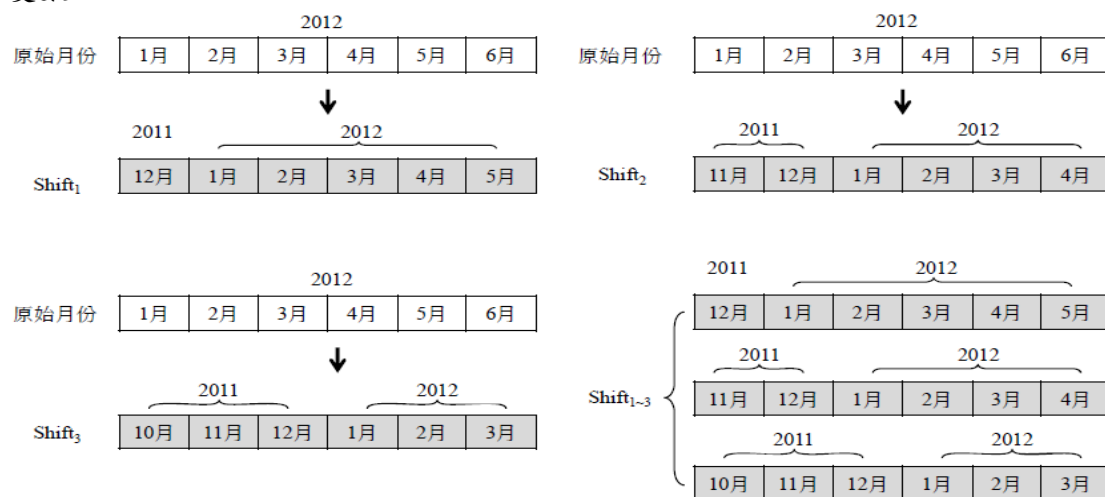 2012
原始月份 1月 2月 3月 4月 5月 6月
2011 2012
Shift₁ 12月 1月 2月 3月 4月 5月
2012
原始月份 1月 2月 3月 4月 5月 6月
2011 2012
Shift₂ 11月 12月 1月 2月 3月 4月
2012
原始月份 1月 2月 3月 4月 5月 6月
2011 2012
Shift₃ 10月 11月 12月 1月 2月 3月
2011 2012
12月 1月 2月 3月 4月 5月
2011 2012
Shift₁~₃ 11月 12月 1月 2月 3月 4月
2011 2012
10月 11月 12月 1月 2月 3月